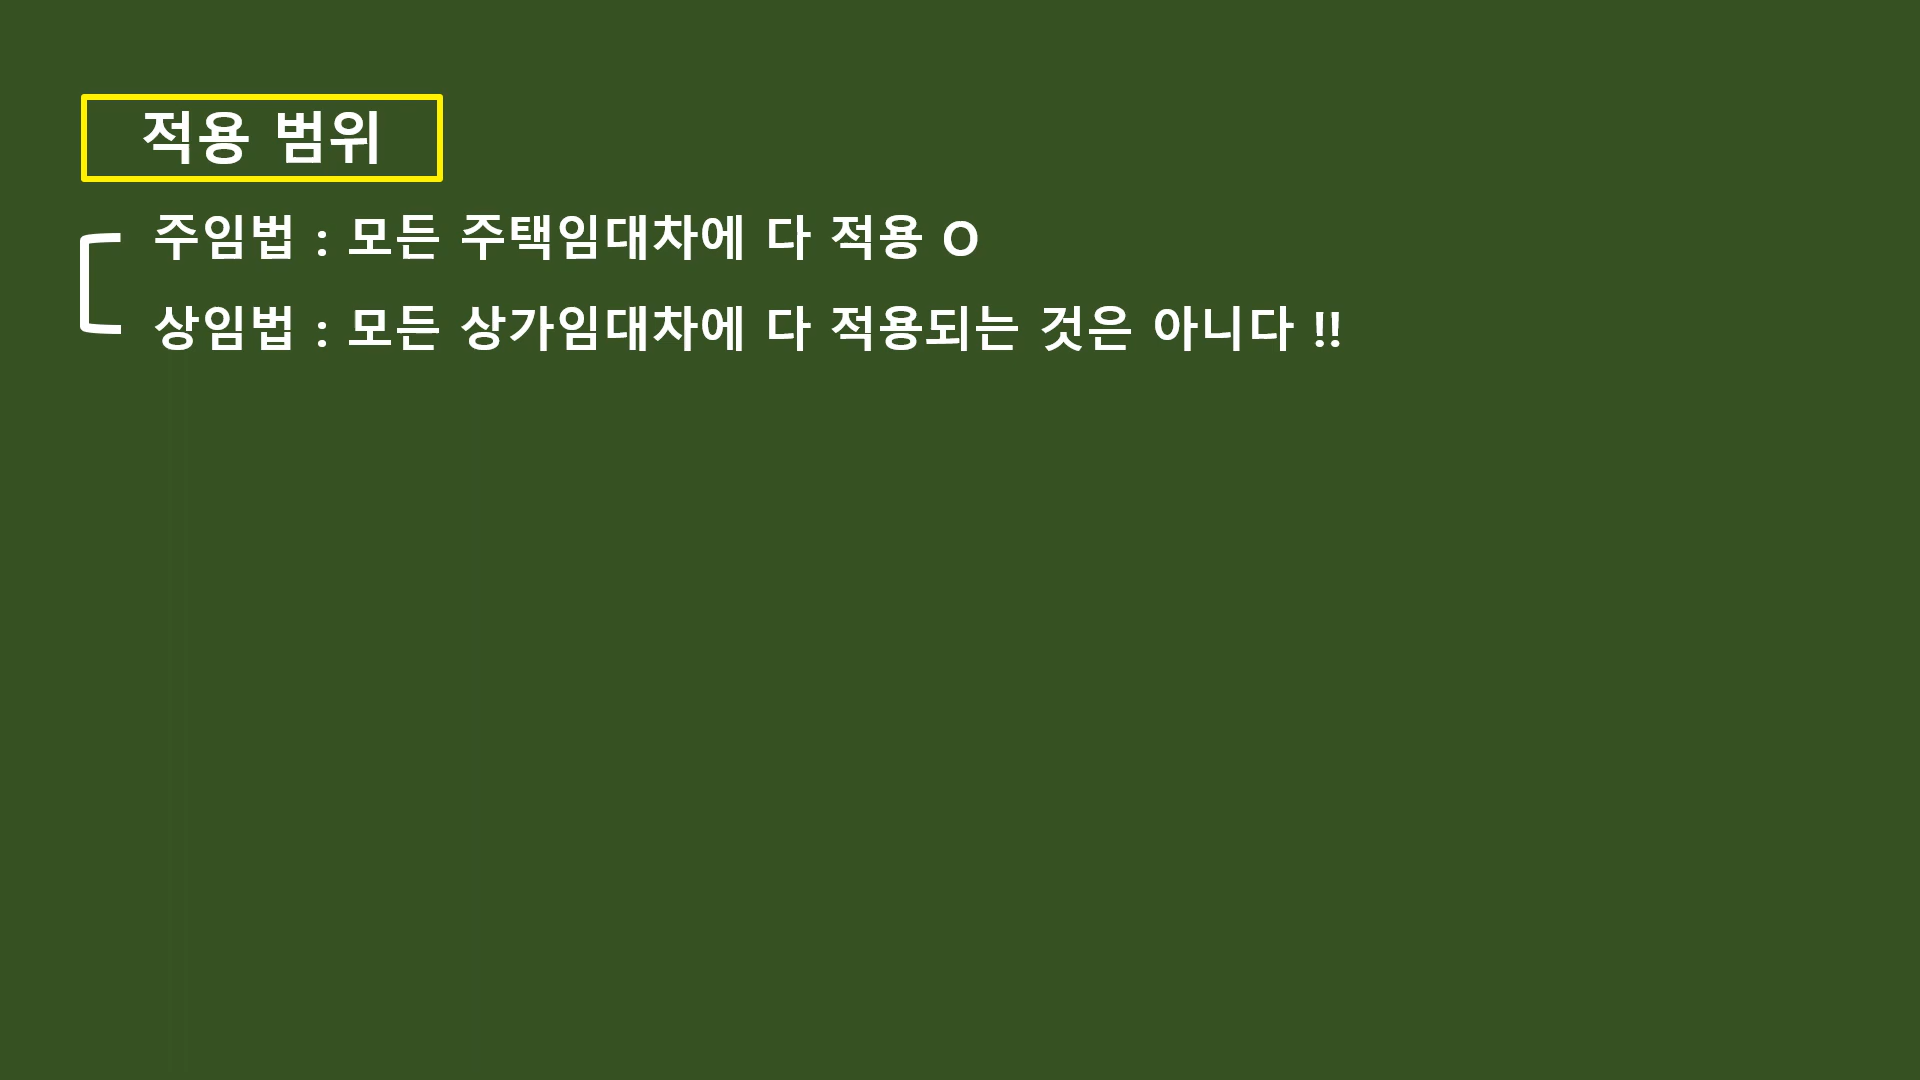 적용 범위
주임법 : 모든 주택임대차에 다 적용 O
상임법 : 모든 상가임대차에 다 적용되는 것은 아니다 !!